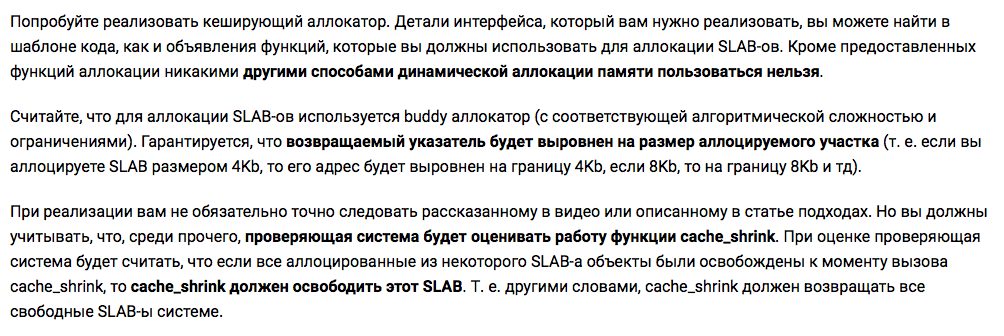 Попробуйте реализовать кеширующий аллокатор. Детали интерфейса, который вам нужно реализовать, вы можете найти в
шаблоне кода, как и объявления функций, которые вы должны использовать для аллокации SLAB-ов. Кроме предоставленных
функций аллокации никакими другими способами динамической аллокации памяти пользоваться нельзя.
Считайте, что для аллокации SLAB-ов используется buddy аллокатор (с соответствующей алгоритмической сложностью и
ограничениями). Гарантируется, что возвращаемый указатель будет выровнен на размер аллоцируемого участка (т. е. если вы
аллоцируете SLAB размером 4Kb, то его адрес будет выровнен на границу 4Kb, если 8Kb, то на границу 8Kb и тд).
При реализации вам не обязательно точно следовать рассказанному в видео или описанному в статье подходах. Но вы должны
учитывать, что, среди прочего, проверяющая система будет оценивать работу функции cache_shrink. При оценке проверяющая
система будет считать, что если все аллоцированные из некоторого SLAB-а объекты были освобождены к моменту вызова
cache_shrink, то cache_shrink должен освободить этот SLAB. Т. е. другими словами, cache_shrink должен возвращать все
свободные SLAB-ы системе.